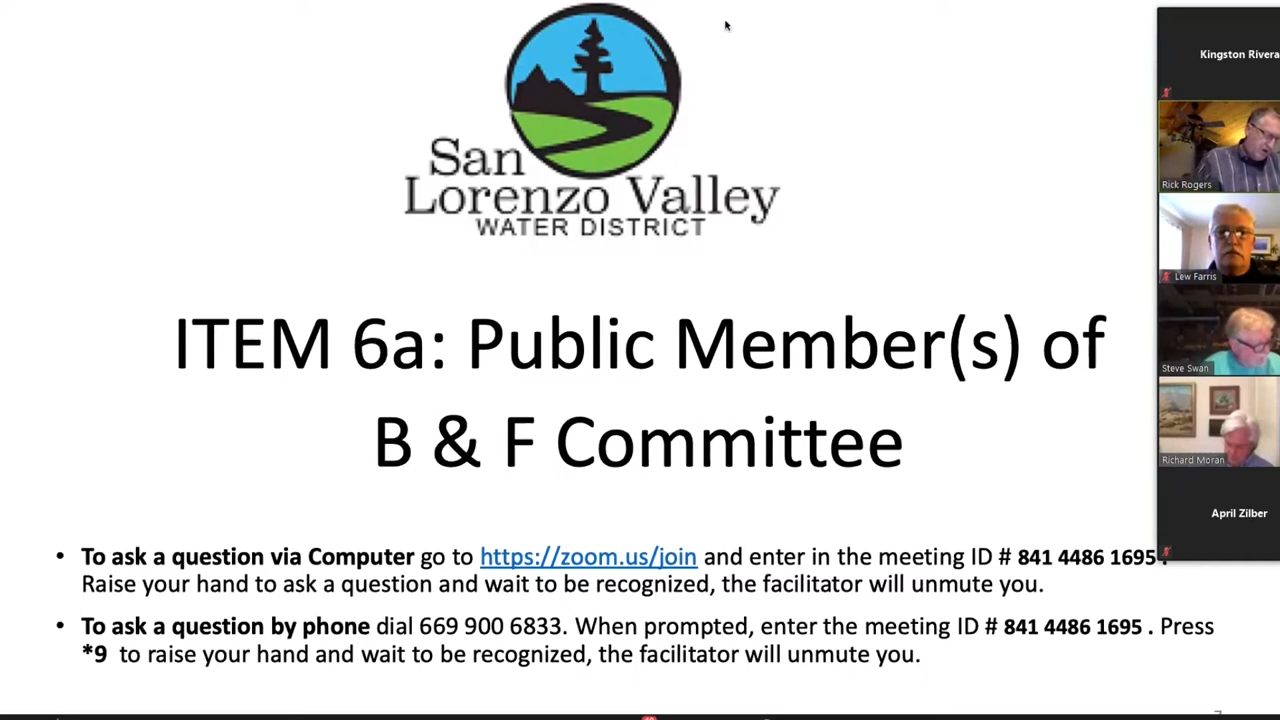 San
Lorenzo Valley
WATER DISTRICT
ITEM 6a: Public Member(s) of
B & F Committee
• To ask a question via Computer go to https://zoom.us/join and enter in the meeting ID # 841 4486 1695 .
Raise your hand to ask a question and wait to be recognized, the facilitator will unmute you.
• To ask a question by phone dial 669 900 6833. When prompted, enter the meeting ID # 841 4486 1695 . Press
*9 to raise your hand and wait to be recognized, the facilitator will unmute you.
Kingston Rivera
Rick Rogers
Lew Farris
Steve Swan
Richard Moran
April Zilber